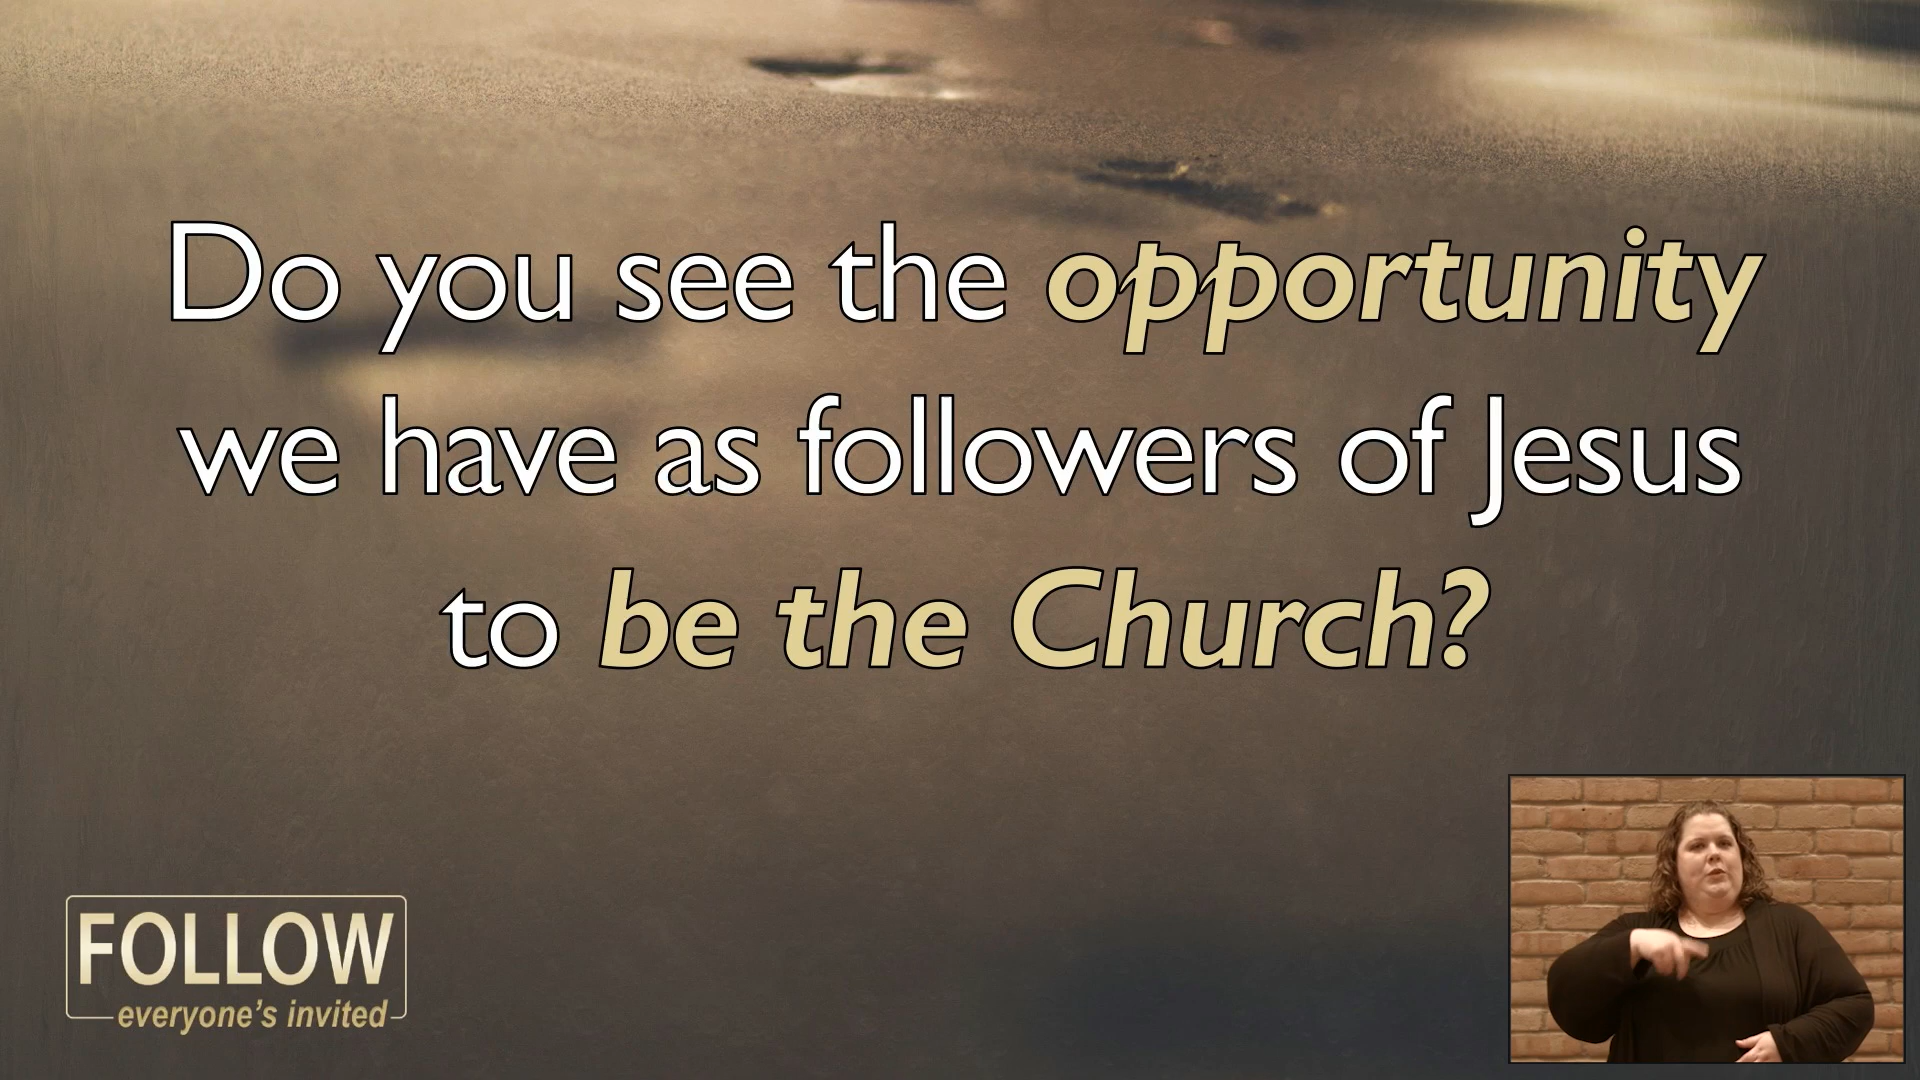 Do you see the opportunity
we have as followers of Jesus
to be the Church?
FOLLOW
everyone's invited